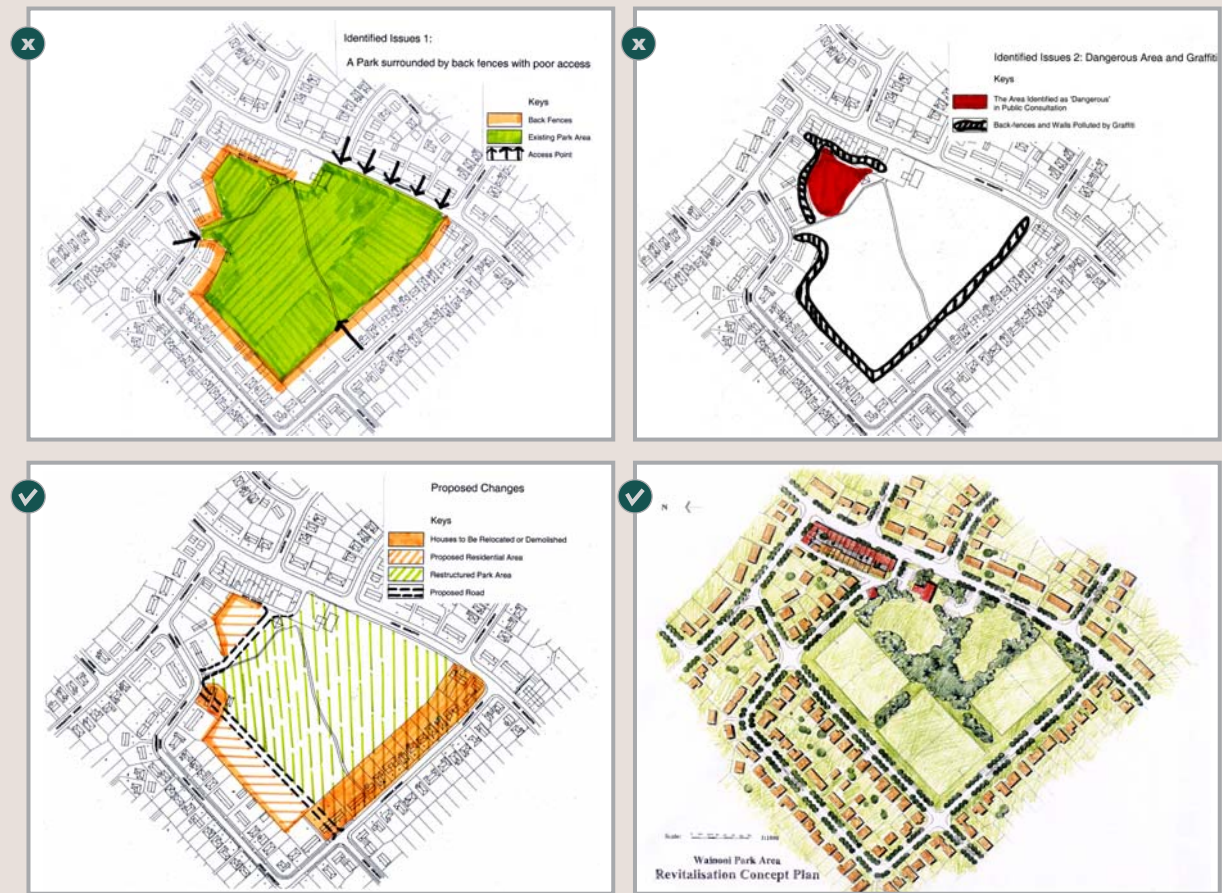 X
Identified Issues 1:
A Park surrounded by back fences with poor access
Keys
Back Fences
Existing Park Area
Access Point
X
Identified Issues 2: Dangerous Area and Graffiti
Keys
The Area Identified as 'Dangerous'
in Public Consultation
Back-fences and Walls Polluted by Graffiti
Proposed Changes
Keys
Houses to Be Relocated or Demolished
Proposed Residential Area
Restructured Park Area
Proposed Road
N
Scale:
Wainoni Park Area
Revitalisation Concept Plan